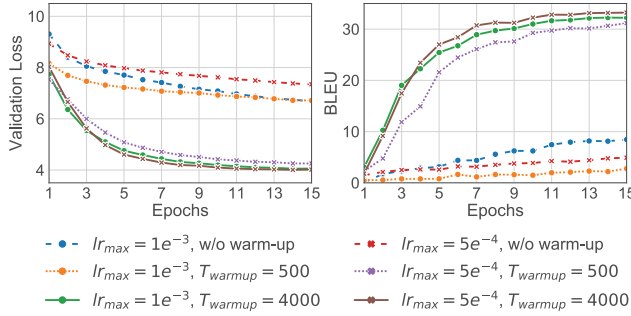 Validation Loss
8
6
4
1 3 5 7 9 11 13 15
Epochs
BLEU
30
20
10
0
1 3 5 7 9 11 13 15
Epochs
lr_max = 1e⁻³, w/o warm-up
lr_max = 1e⁻³, T_warmup = 500
lr_max = 1e⁻³, T_warmup = 4000
lr_max = 5e⁻⁴, w/o warm-up
lr_max = 5e⁻⁴, T_warmup = 500
lr_max = 5e⁻⁴, T_warmup = 4000